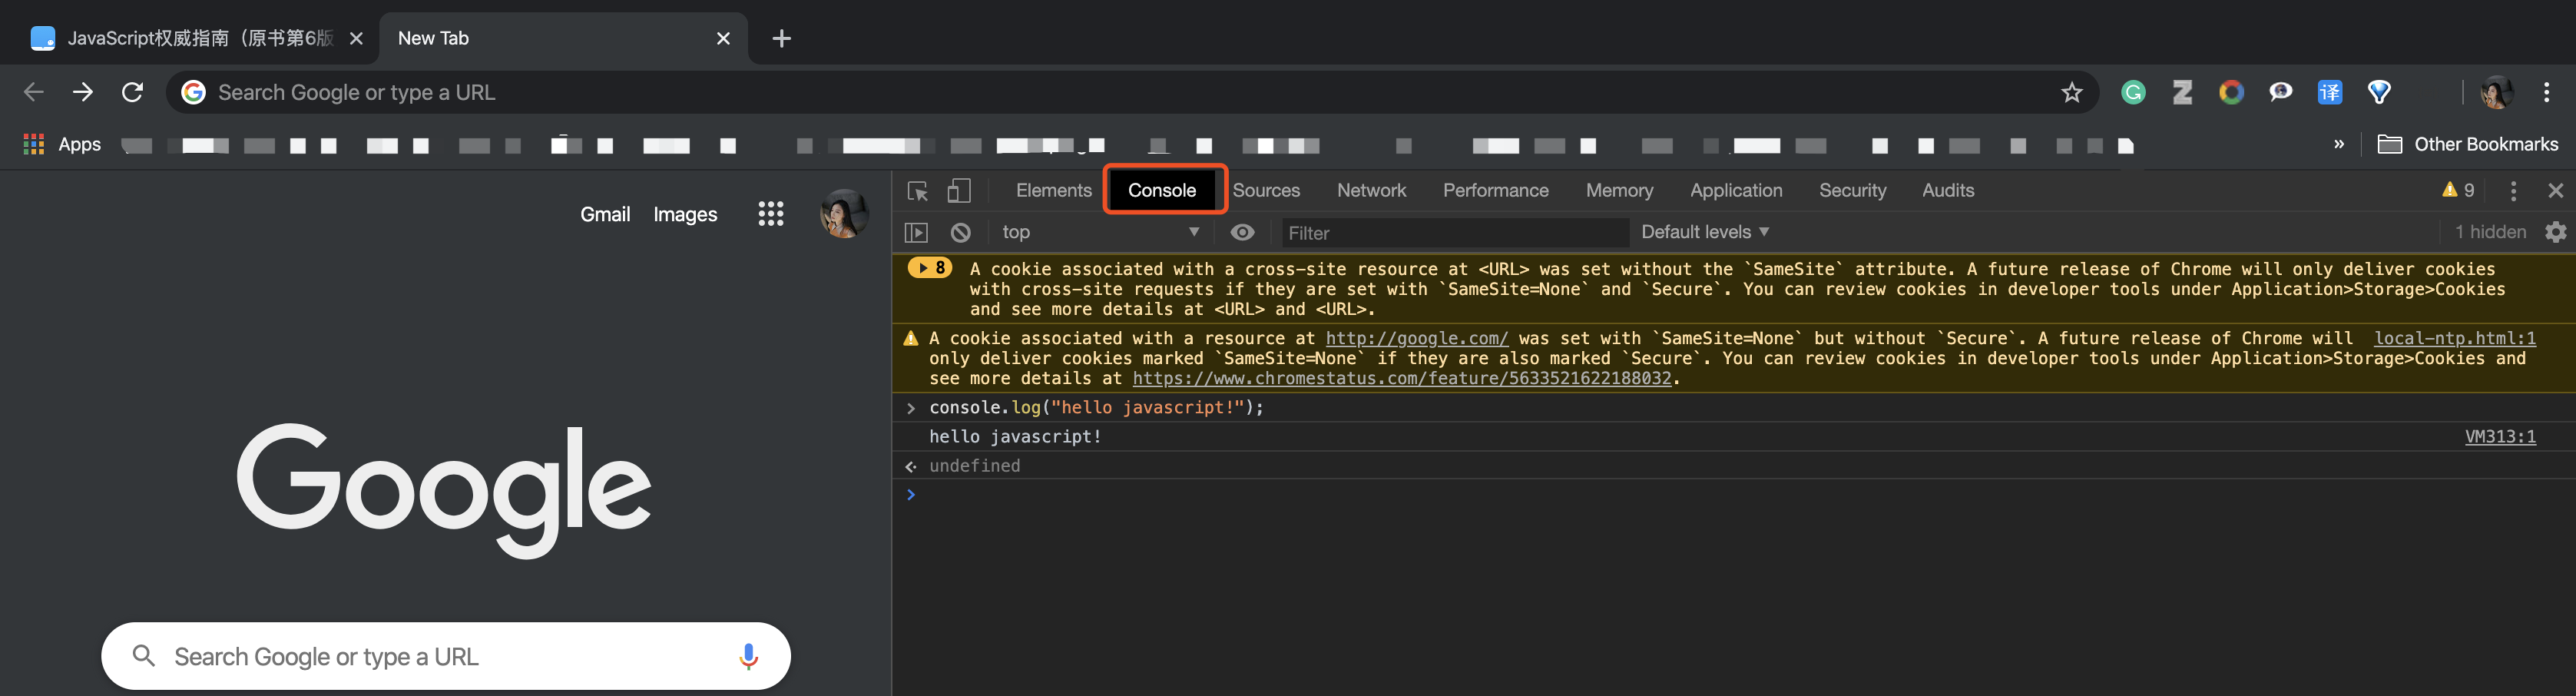 JavaScript权威指南（原书第6版
New Tab
Search Google or type a URL
译
Apps
» Other Bookmarks
Gmail Images
Elements Console Sources Network Performance Memory Application Security Audits 9
top Filter Default levels 1 hidden
8 A cookie associated with a cross-site resource at <URL> was set without the `SameSite` attribute. A future release of Chrome will only deliver cookies
with cross-site requests if they are set with `SameSite=None` and `Secure`. You can review cookies in developer tools under Application>Storage>Cookies
and see more details at <URL> and <URL>.
A cookie associated with a resource at http://google.com/ was set with `SameSite=None` but without `Secure`. A future release of Chrome will local-ntp.html:1
only deliver cookies marked `SameSite=None` if they are also marked `Secure`. You can review cookies in developer tools under Application>Storage>Cookies and
see more details at https://www.chromestatus.com/feature/5633521622188032.
> console.log("hello javascript!");
hello javascript! VM313:1
undefined
>
Google
Search Google or type a URL